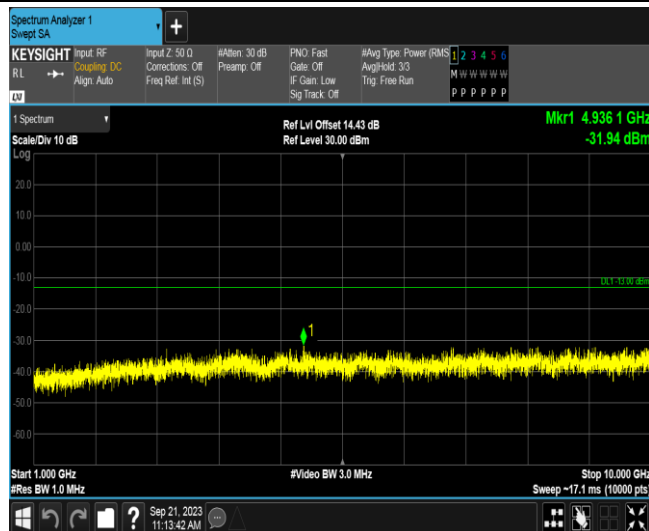 Spectrum Analyzer 1
Swept SA
+
KEYSIGHT
RL
LXI
Input: RF
Coupling: DC
Align: Auto
Input Z: 50 Ω
Corrections: Off
Freq Ref: Int (S)
#Atten: 30 dB
Preamp: Off
PNO: Fast
Gate: Off
IF Gain: Low
Sig Track: Off
#Avg Type: Power (RMS
Avg|Hold: 3/3
Trig: Free Run
1 2 3 4 5 6
M W W W W W
P P P P P P
1 Spectrum
Scale/Div 10 dB
Log
Ref Lvl Offset 14.43 dB
Ref Level 30.00 dBm
Mkr1 4.936 1 GHz
-31.94 dBm
20.0
10.0
0.00
-10.0
DL1 -13.00 dBm
-20.0
1
-30.0
-40.0
-50.0
-60.0
Start 1.000 GHz
#Res BW 1.0 MHz
#Video BW 3.0 MHz
Stop 10.000 GHz
Sweep ~17.1 ms (10000 pts)
?
Sep 21, 2023
11:13:42 AM